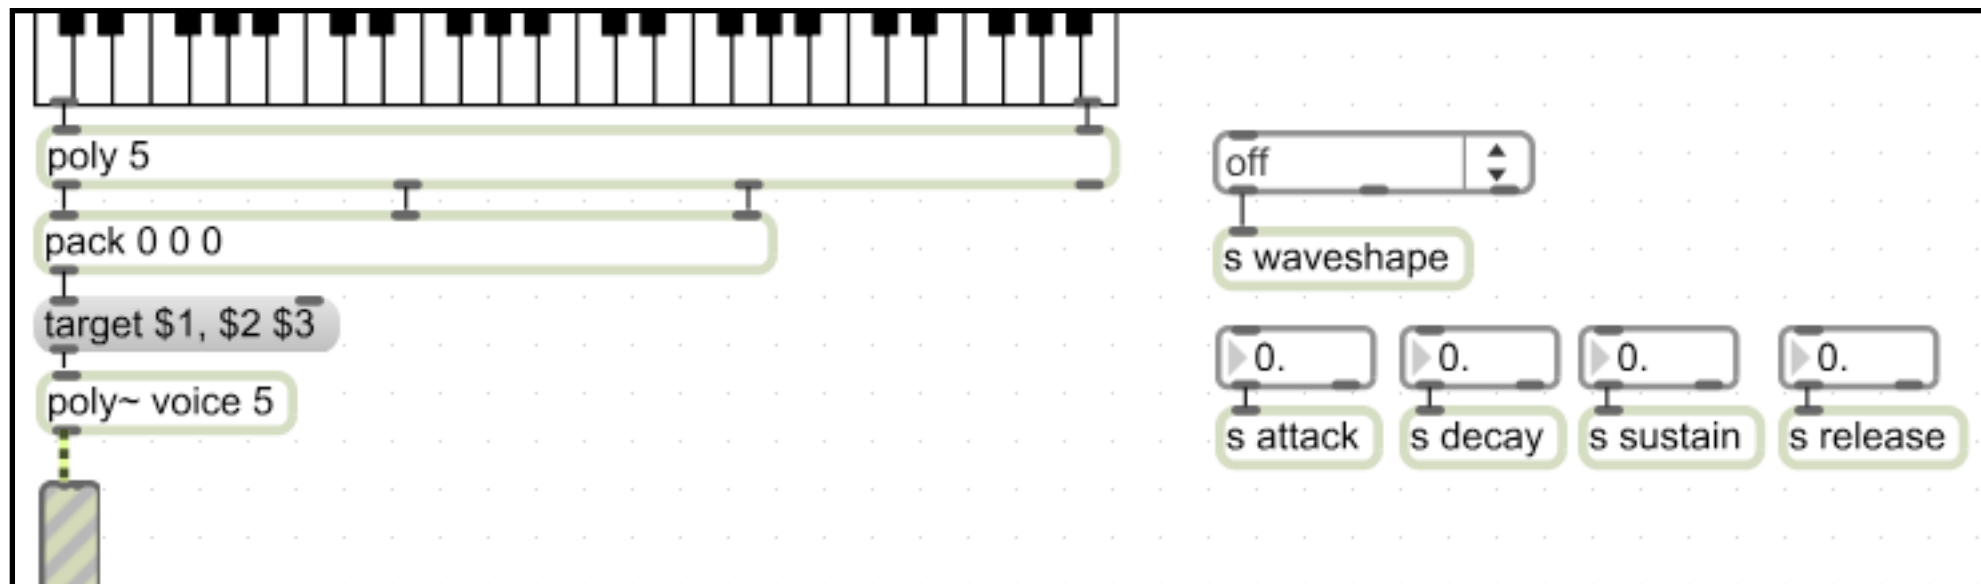 poly 5
pack 0 0 0
target $1, $2 $3
poly~ voice 5
off
s waveshape
0. 0. 0. 0.
s attack s decay s sustain s release